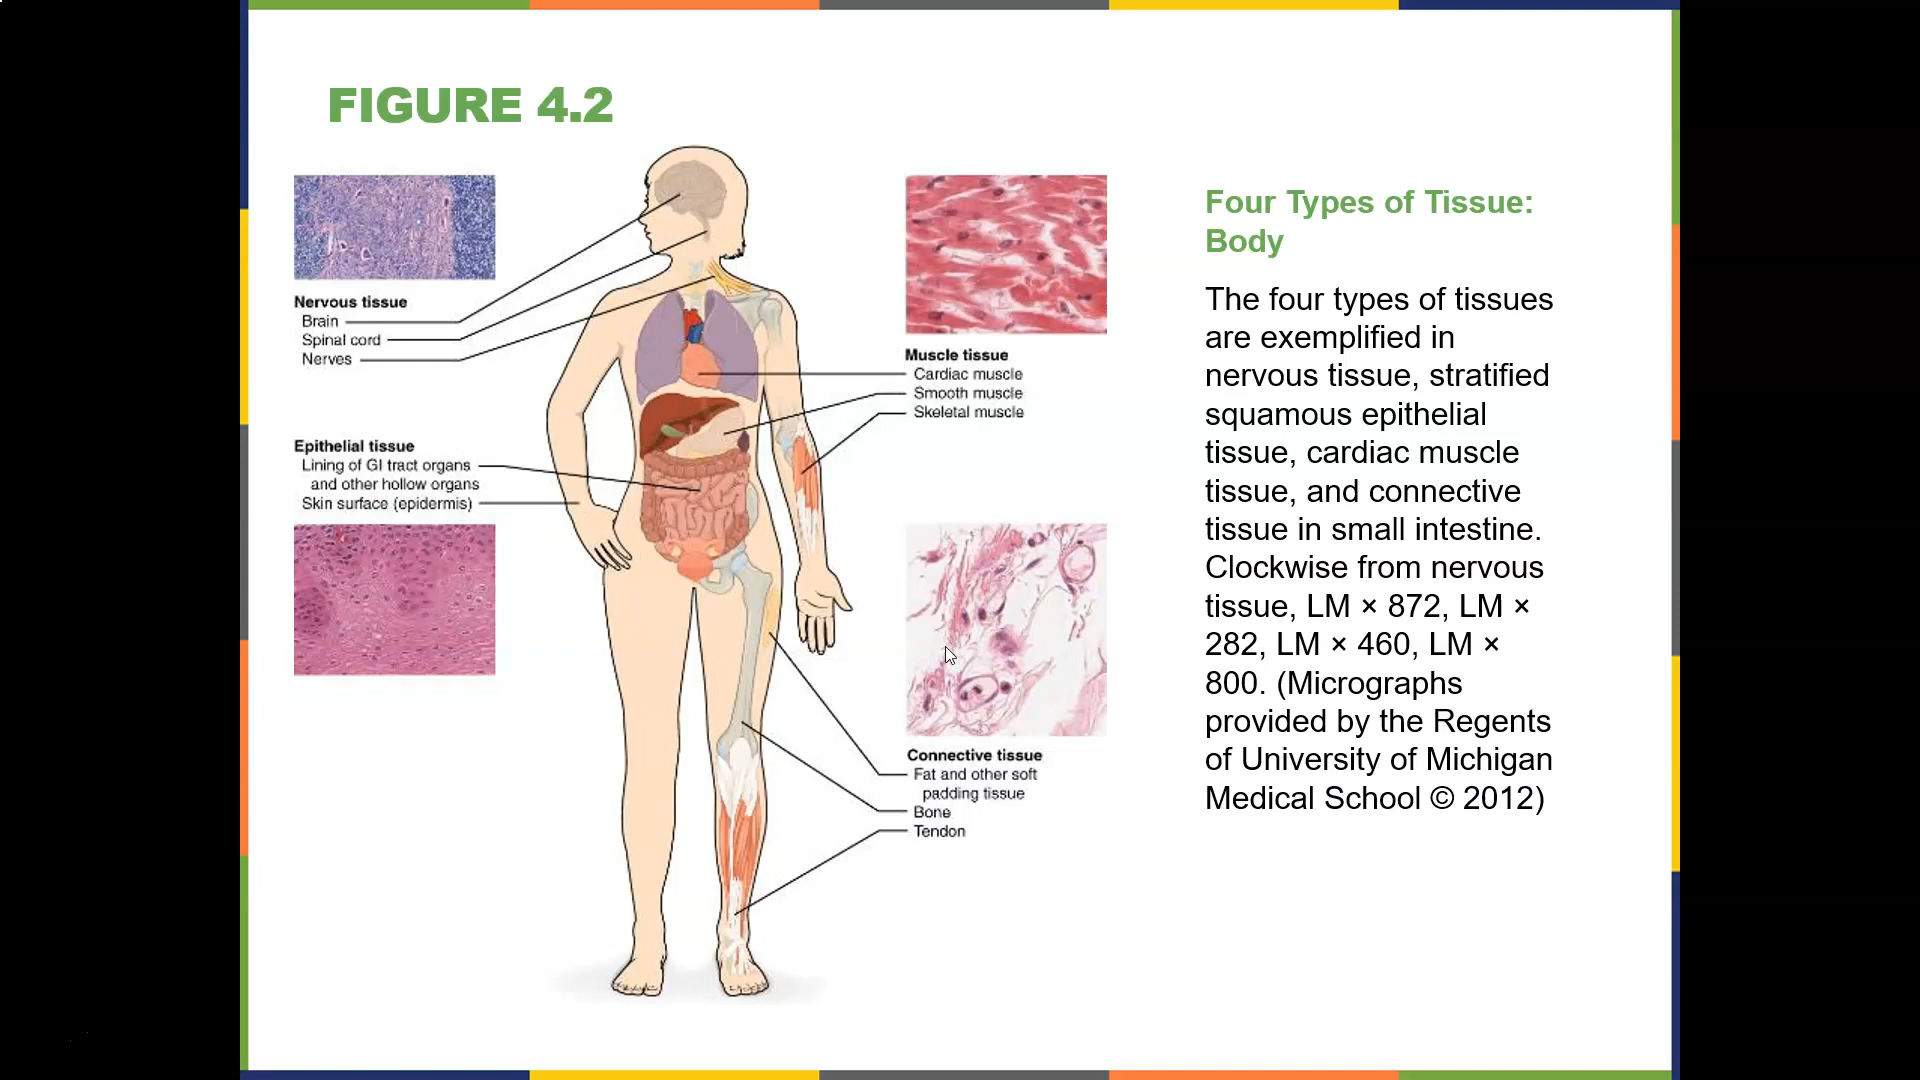 FIGURE 4.2
Nervous tissue
Brain
Spinal cord
Nerves
Epithelial tissue
Lining of GI tract organs
and other hollow organs
Skin surface (epidermis)
Muscle tissue
Cardiac muscle
Smooth muscle
Skeletal muscle
Connective tissue
Fat and other soft
padding tissue
Bone
Tendon
Four Types of Tissue:
Body
The four types of tissues
are exemplified in
nervous tissue, stratified
squamous epithelial
tissue, cardiac muscle
tissue, and connective
tissue in small intestine.
Clockwise from nervous
tissue, LM × 872, LM ×
282, LM × 460, LM ×
800. (Micrographs
provided by the Regents
of University of Michigan
Medical School © 2012)